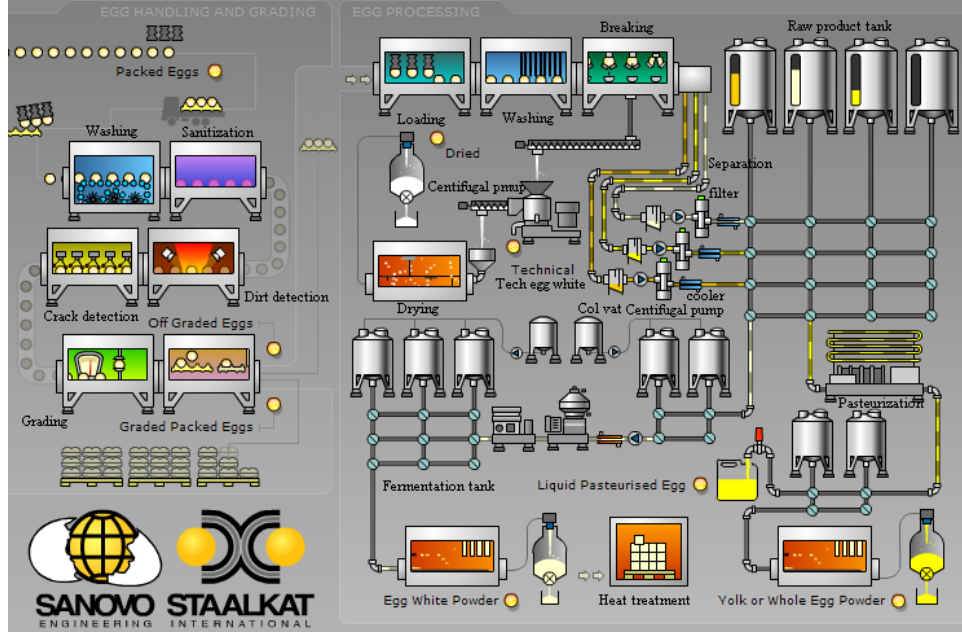 EGG HANDLING AND GRADING
EGG PROCESSING
Packed Eggs
Washing
Sanitization
Crack detection
Dirt detection
Off Graded Eggs
Grading
Graded Packed Eggs
Breaking
Raw product tank
Loading
Washing
Dried
Centifugal pmup
Separation
filter
Technical
Tech egg white
Drying
cooler
Col vat
Centifugal pump
Pasteurization
Fermentation tank
Liquid Pasteurised Egg
Egg White Powder
Heat treatment
Yolk or Whole Egg Powder
SANOVO
ENGINEERING
STAALKAT
INTERNATIONAL